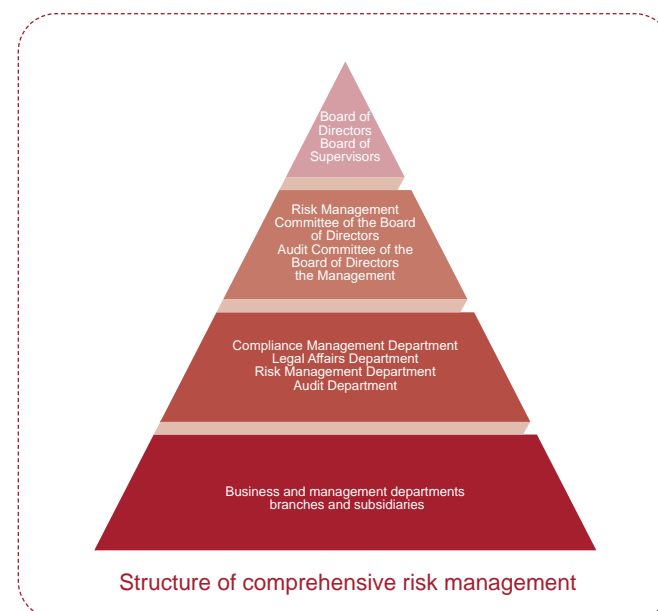 Board of
Directors
Board of
Supervisors
Risk Management
Committee of the Board
of Directors
Audit Committee of the
Board of Directors
the Management
Compliance Management Department
Legal Affairs Department
Risk Management Department
Audit Department
Business and management departments
branches and subsidiaries
Structure of comprehensive risk management